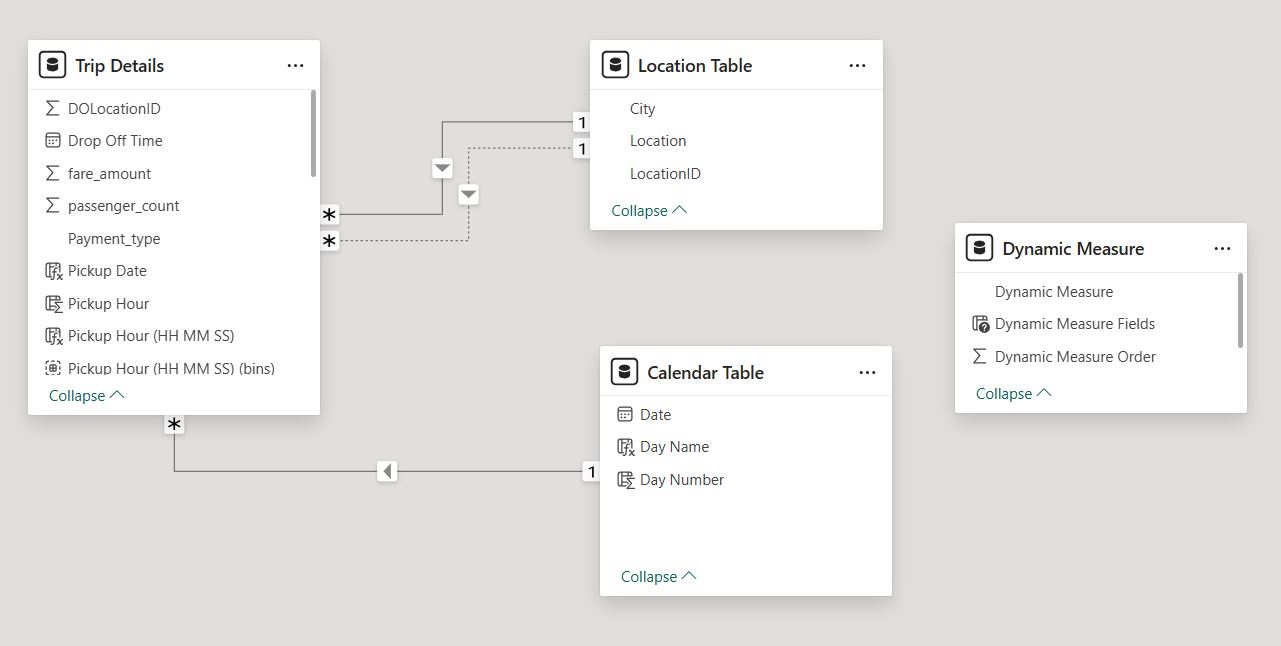 Trip Details
DOLocationID
Drop Off Time
fare_amount
passenger_count
Payment_type
Pickup Date
Pickup Hour
Pickup Hour (HH MM SS)
Pickup Hour (HH MM SS) (bins)
Collapse
*
*
*
1
1
Location Table
City
Location
LocationID
Collapse
1
Calendar Table
Date
Day Name
Day Number
Collapse
Dynamic Measure
Dynamic Measure
Dynamic Measure Fields
Dynamic Measure Order
Collapse